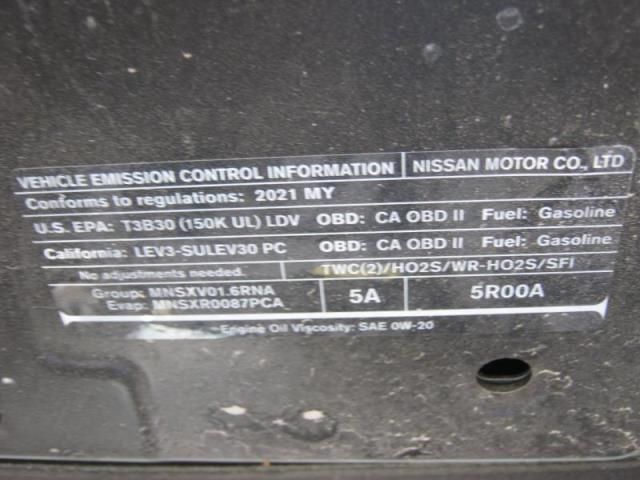 VEHICLE EMISSION CONTROL INFORMATION NISSAN MOTOR CO., LTD
Conforms to regulations: 2021 MY
U.S. EPA: T3B30 (150K UL) LDV OBD: CA OBD II Fuel: Gasoline
California: LEV3-SULEV30 PC OBD: CA OBD II Fuel: Gasoline
No adjustments needed. TWC(2)/HO2S/WR-HO2S/SFI
Group: MNSXV01.6RNA
Evap: MNSXR0087PCA
5A 5R00A
Engine Oil Viscosity: SAE 0W-20